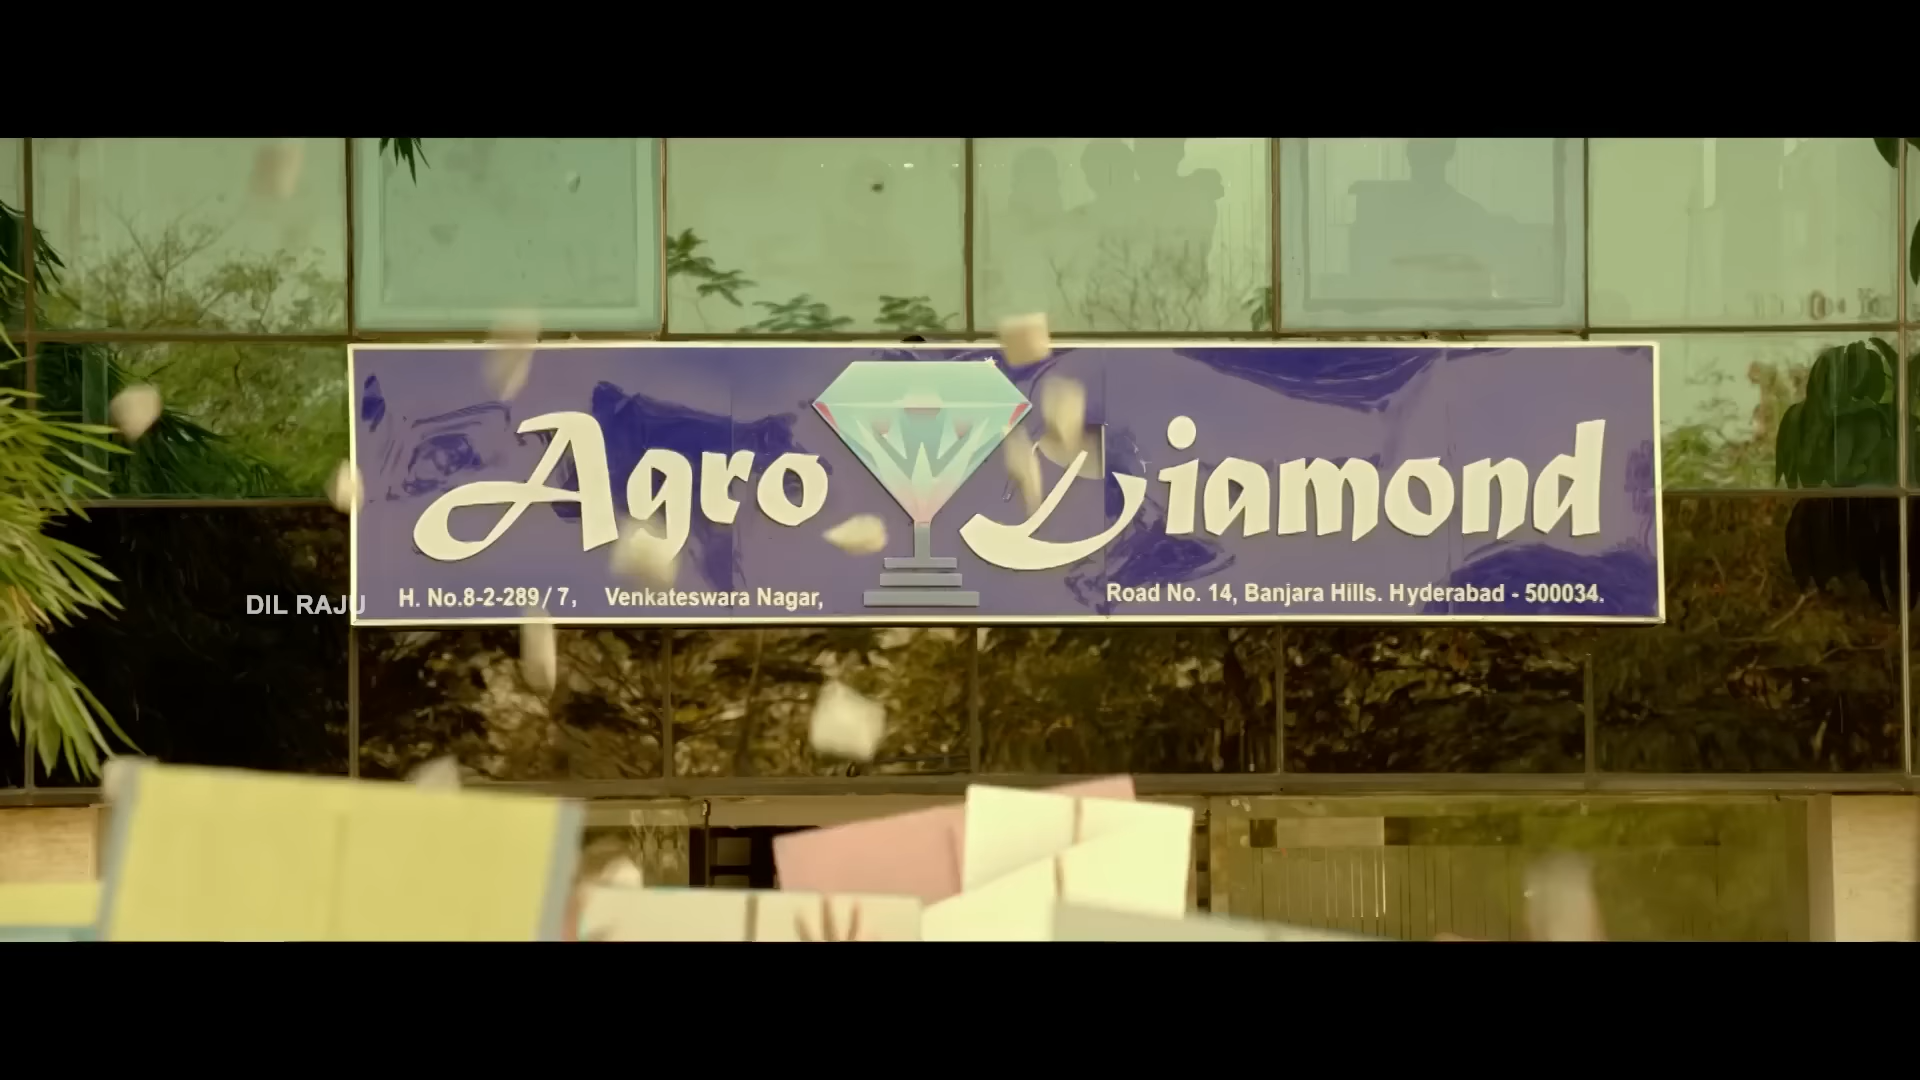 Agro Diamond
H. No.8-2-289/ 7, Venkateswara Nagar, Road No. 14, Banjara Hills. Hyderabad - 500034.
DIL RAJU